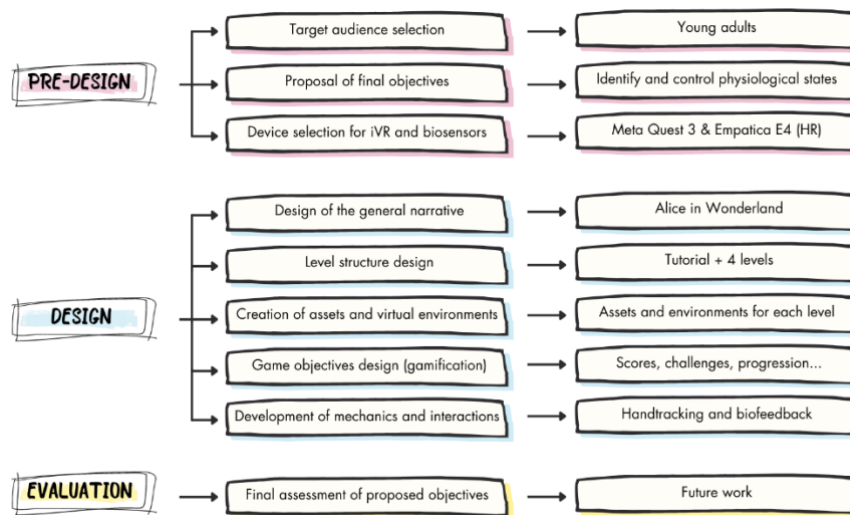 Target audience selection
Young adults
PRE-DESIGN
Proposal of final objectives
Identify and control physiological states
Device selection for iVR and biosensors
Meta Quest 3 & Empatica E4 (HR)
Design of the general narrative
Alice in Wonderland
Level structure design
Tutorial + 4 levels
DESIGN
Creation of assets and virtual environments
Assets and environments for each level
Game objectives design (gamification)
Scores, challenges, progression...
Development of mechanics and interactions
Handtracking and biofeedback
EVALUATION
Final assessment of proposed objectives
Future work